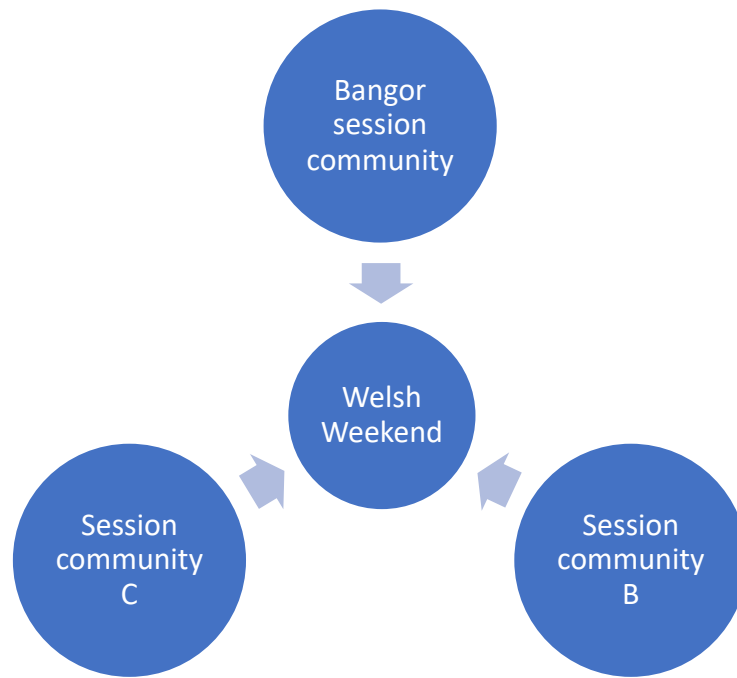 Bangor
session
community
Welsh
Weekend
Session
community
C
Session
community
B